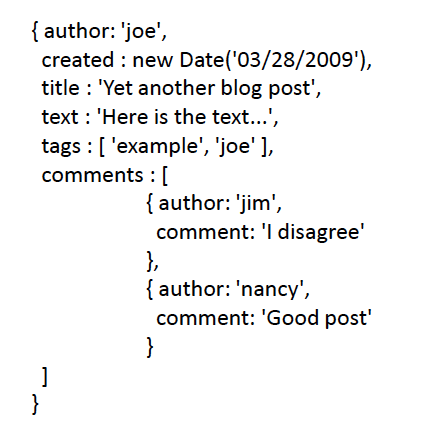 { author: 'joe',
created : new Date('03/28/2009'),
title : 'Yet another blog post',
text : 'Here is the text...',
tags : [ 'example', 'joe' ],
comments : [
{ author: 'jim',
comment: 'I disagree'
},
{ author: 'nancy',
comment: 'Good post'
}
]
}